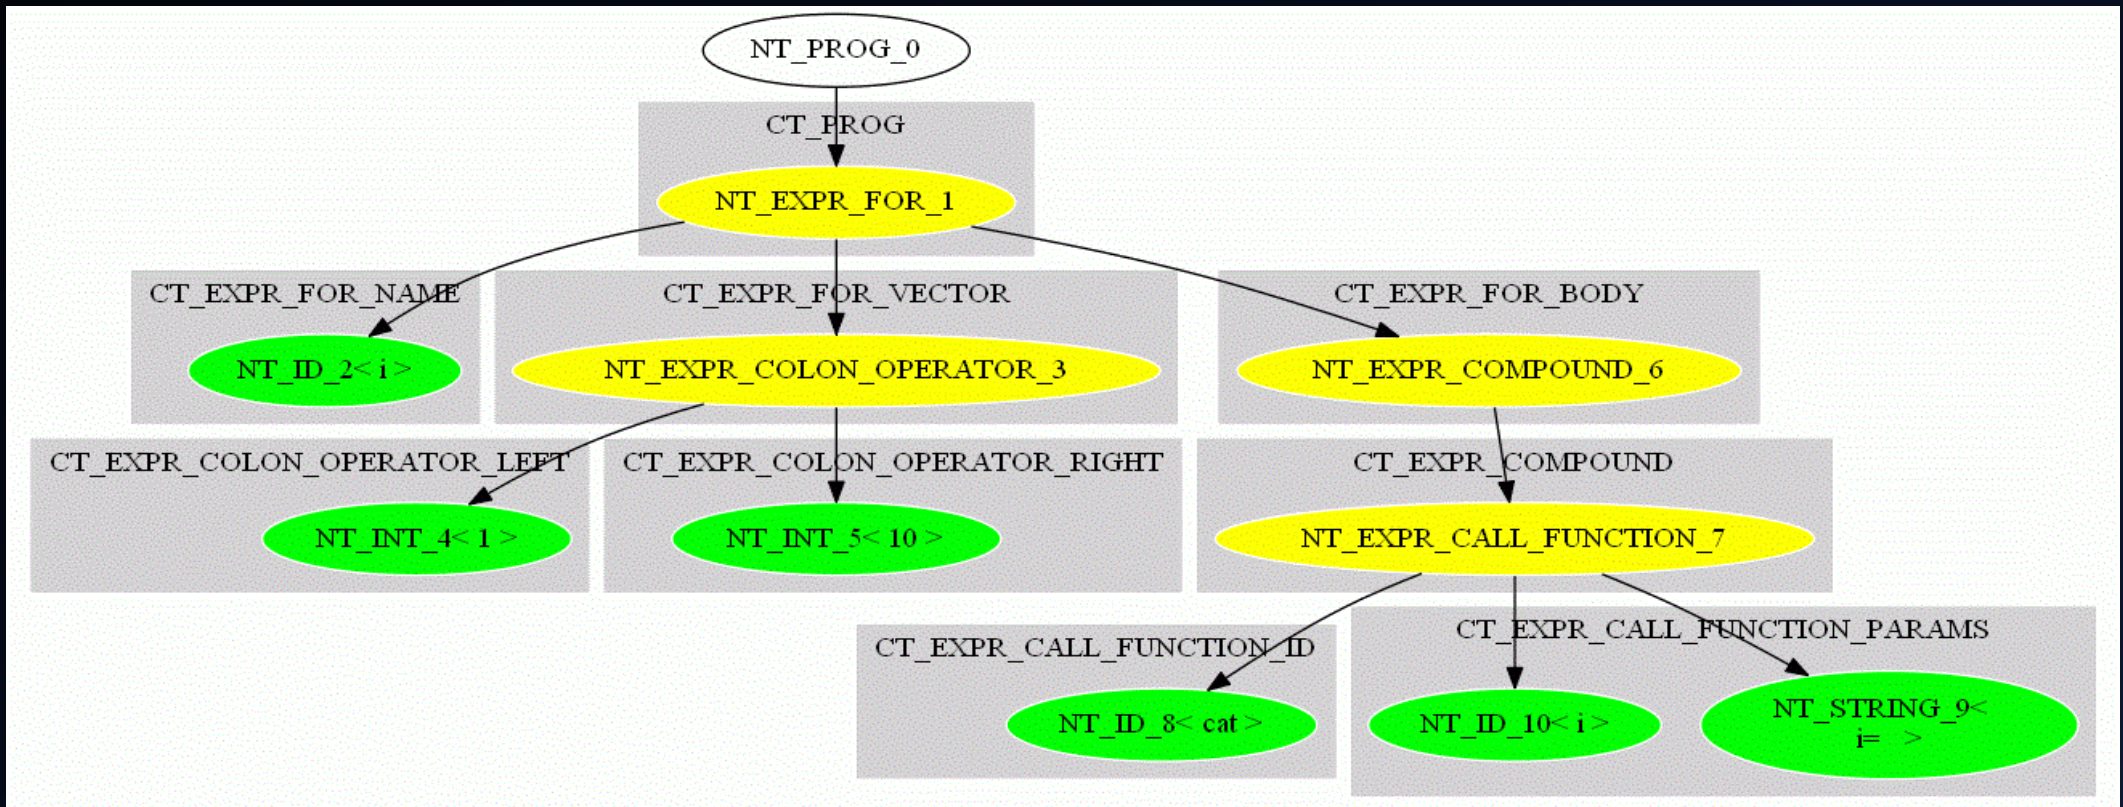 NT_PROG_0
CT_PROG
NT_EXPR_FOR_1
CT_EXPR_FOR_NAME
CT_EXPR_FOR_VECTOR
CT_EXPR_FOR_BODY
NT_ID_2< i >
NT_EXPR_COLON_OPERATOR_3
NT_EXPR_COMPOUND_6
CT_EXPR_COLON_OPERATOR_LEFT
CT_EXPR_COLON_OPERATOR_RIGHT
CT_EXPR_COMPOUND
NT_INT_4< 1 >
NT_INT_5< 10 >
NT_EXPR_CALL_FUNCTION_7
CT_EXPR_CALL_FUNCTION_ID
CT_EXPR_CALL_FUNCTION_PARAMS
NT_ID_8< cat >
NT_ID_10< i >
NT_STRING_9<
i=   >